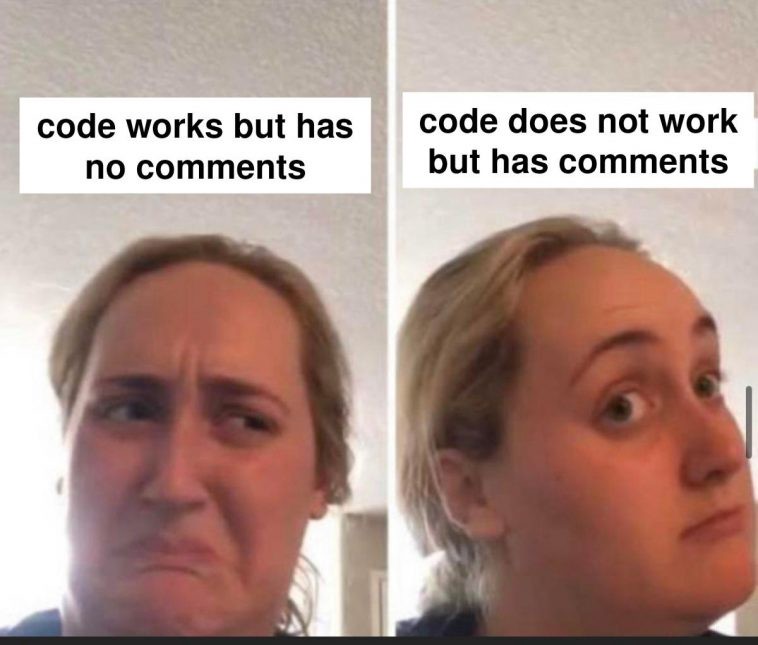 code works but has
no comments
code does not work
but has comments